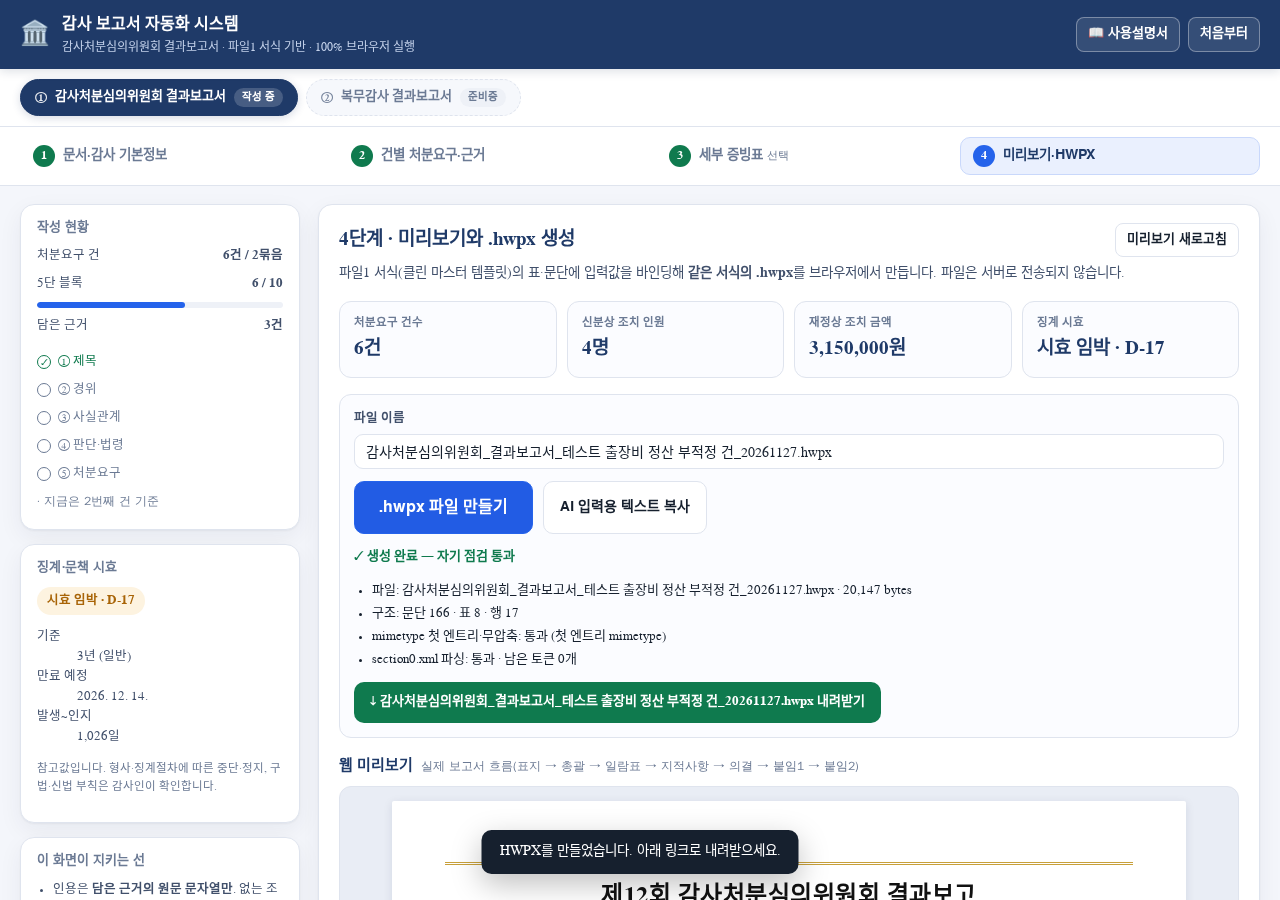 감사 보고서 자동화 시스템
감사처분심의위원회 결과보고서 · 파일1 서식 기반 · 100% 브라우저 실행
사용설명서
처음부터
① 감사처분심의위원회 결과보고서 작성 중
② 복무감사 결과보고서 준비중
1 문서·감사 기본정보
2 건별 처분요구·근거
3 세부 증빙표 선택
4 미리보기·HWPX
작성 현황
처분요구 건 6건 / 2묶음
5단 블록 6 / 10
담은 근거 3건
✓ ① 제목
② 경위
③ 사실관계
④ 판단·법령
⑤ 처분요구
· 지금은 2번째 건 기준
징계·문책 시효
시효 임박 · D-17
기준
3년 (일반)
만료 예정
2026. 12. 14.
발생~인지
1,026일
참고값입니다. 형사·징계절차에 따른 중단·정지, 구
법·신법 부칙은 감사인이 확인합니다.
이 화면이 지키는 선
• 인용은 담은 근거의 원문 문자열만. 없는 조
4단계 · 미리보기와 .hwpx 생성
미리보기 새로고침
파일1 서식(클린 마스터 템플릿)의 표·문단에 입력값을 바인딩해 같은 서식의 .hwpx를 브라우저에서 만듭니다. 파일은 서버로 전송되지 않습니다.
처분요구 건수
6건
신분상 조치 인원
4명
재정상 조치 금액
3,150,000원
징계 시효
시효 임박 · D-17
파일 이름
감사처분심의위원회_결과보고서_테스트 출장비 정산 부적정 건_20261127.hwpx
.hwpx 파일 만들기
AI 입력용 텍스트 복사
✓ 생성 완료 — 자기 점검 통과
• 파일: 감사처분심의위원회_결과보고서_테스트 출장비 정산 부적정 건_20261127.hwpx · 20,147 bytes
• 구조: 문단 166 · 표 8 · 행 17
• mimetype 첫 엔트리·무압축: 통과 (첫 엔트리 mimetype)
• section0.xml 파싱: 통과 · 남은 토큰 0개
↓ 감사처분심의위원회_결과보고서_테스트 출장비 정산 부적정 건_20261127.hwpx 내려받기
웹 미리보기 실제 보고서 흐름(표지 → 총괄 → 일람표 → 지적사항 → 의결 → 붙임1 → 붙임2)
HWPX를 만들었습니다. 아래 링크로 내려받으세요.
제12회 감사처분심의위원회 결과보고